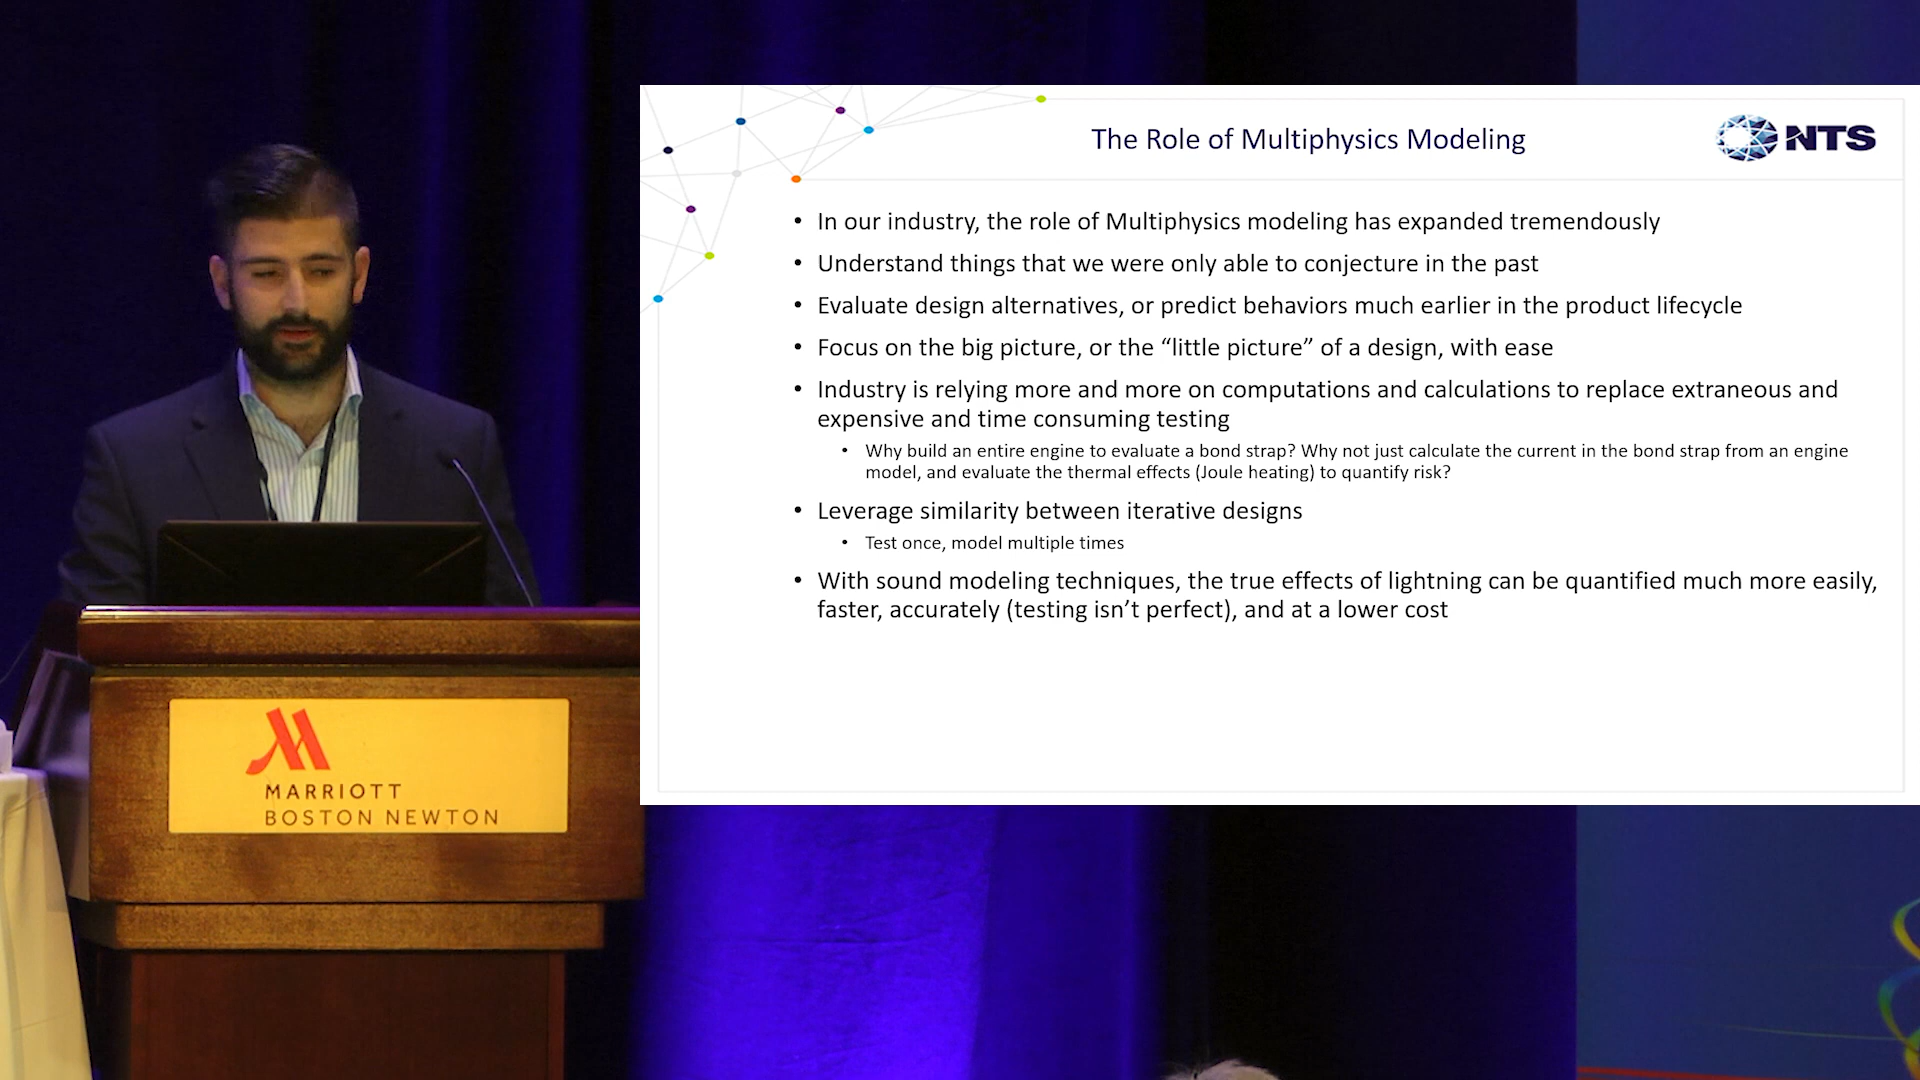 The Role of Multiphysics Modeling
NTS
• In our industry, the role of Multiphysics modeling has expanded tremendously
• Understand things that we were only able to conjecture in the past
• Evaluate design alternatives, or predict behaviors much earlier in the product lifecycle
• Focus on the big picture, or the “little picture” of a design, with ease
• Industry is relying more and more on computations and calculations to replace extraneous and
expensive and time consuming testing
• Why build an entire engine to evaluate a bond strap? Why not just calculate the current in the bond strap from an engine
model, and evaluate the thermal effects (Joule heating) to quantify risk?
• Leverage similarity between iterative designs
• Test once, model multiple times
• With sound modeling techniques, the true effects of lightning can be quantified much more easily,
faster, accurately (testing isn’t perfect), and at a lower cost
MARRIOTT
BOSTON NEWTON